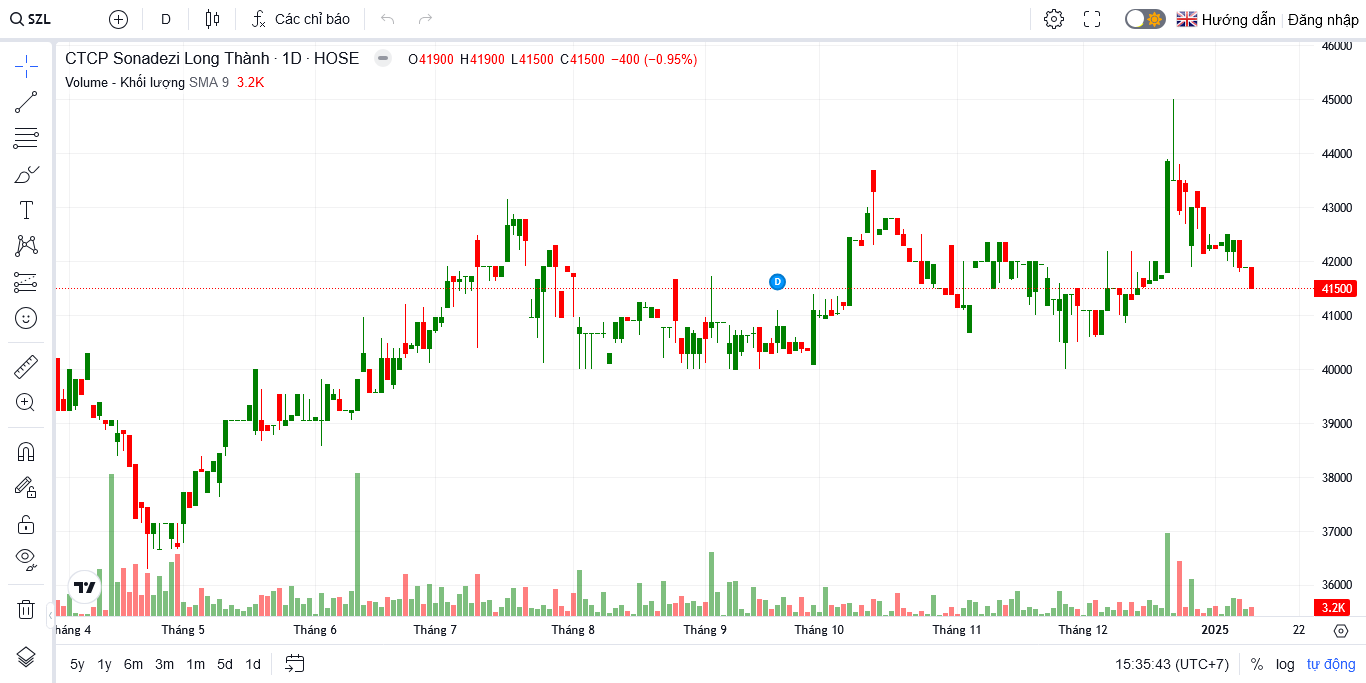 SZL D Các chỉ báo Hướng dẫn Đăng nhập
CTCP Sonadezi Long Thành · 1D · HOSE O41900 H41900 L41500 C41500 −400 (−0.95%)
Volume - Khối lượng SMA 9 3.2K
46000
45000
44000
43000
42000
41500
41000
40000
39000
38000
37000
36000
3.2K
D
háng 4 Tháng 5 Tháng 6 Tháng 7 Tháng 8 Tháng 9 Tháng 10 Tháng 11 Tháng 12 2025 22
5y 1y 6m 3m 1m 5d 1d 15:35:43 (UTC+7) % log tự động